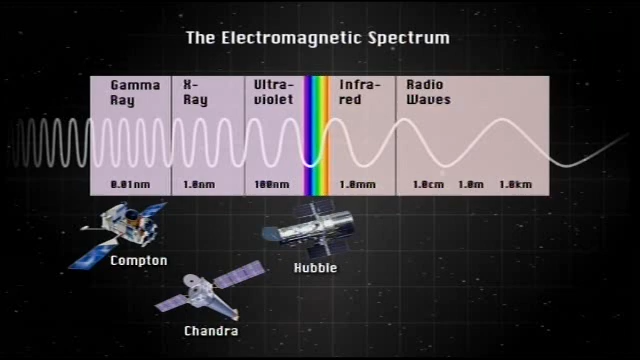 The Electromagnetic Spectrum
Gamma
Ray
X-
Ray
Ultra-
violet
Infra-
red
Radio
Waves
0.01nm
1.0nm
100nm
1.0mm
1.0cm
1.0m
1.0km
Compton
Hubble
Chandra